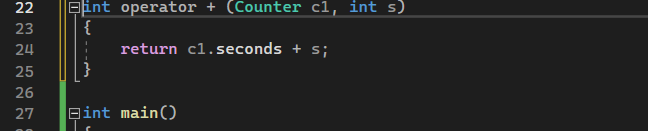 22 int operator + (Counter c1, int s)
23 {
24 return c1.seconds + s;
25 }
26
27 int main()